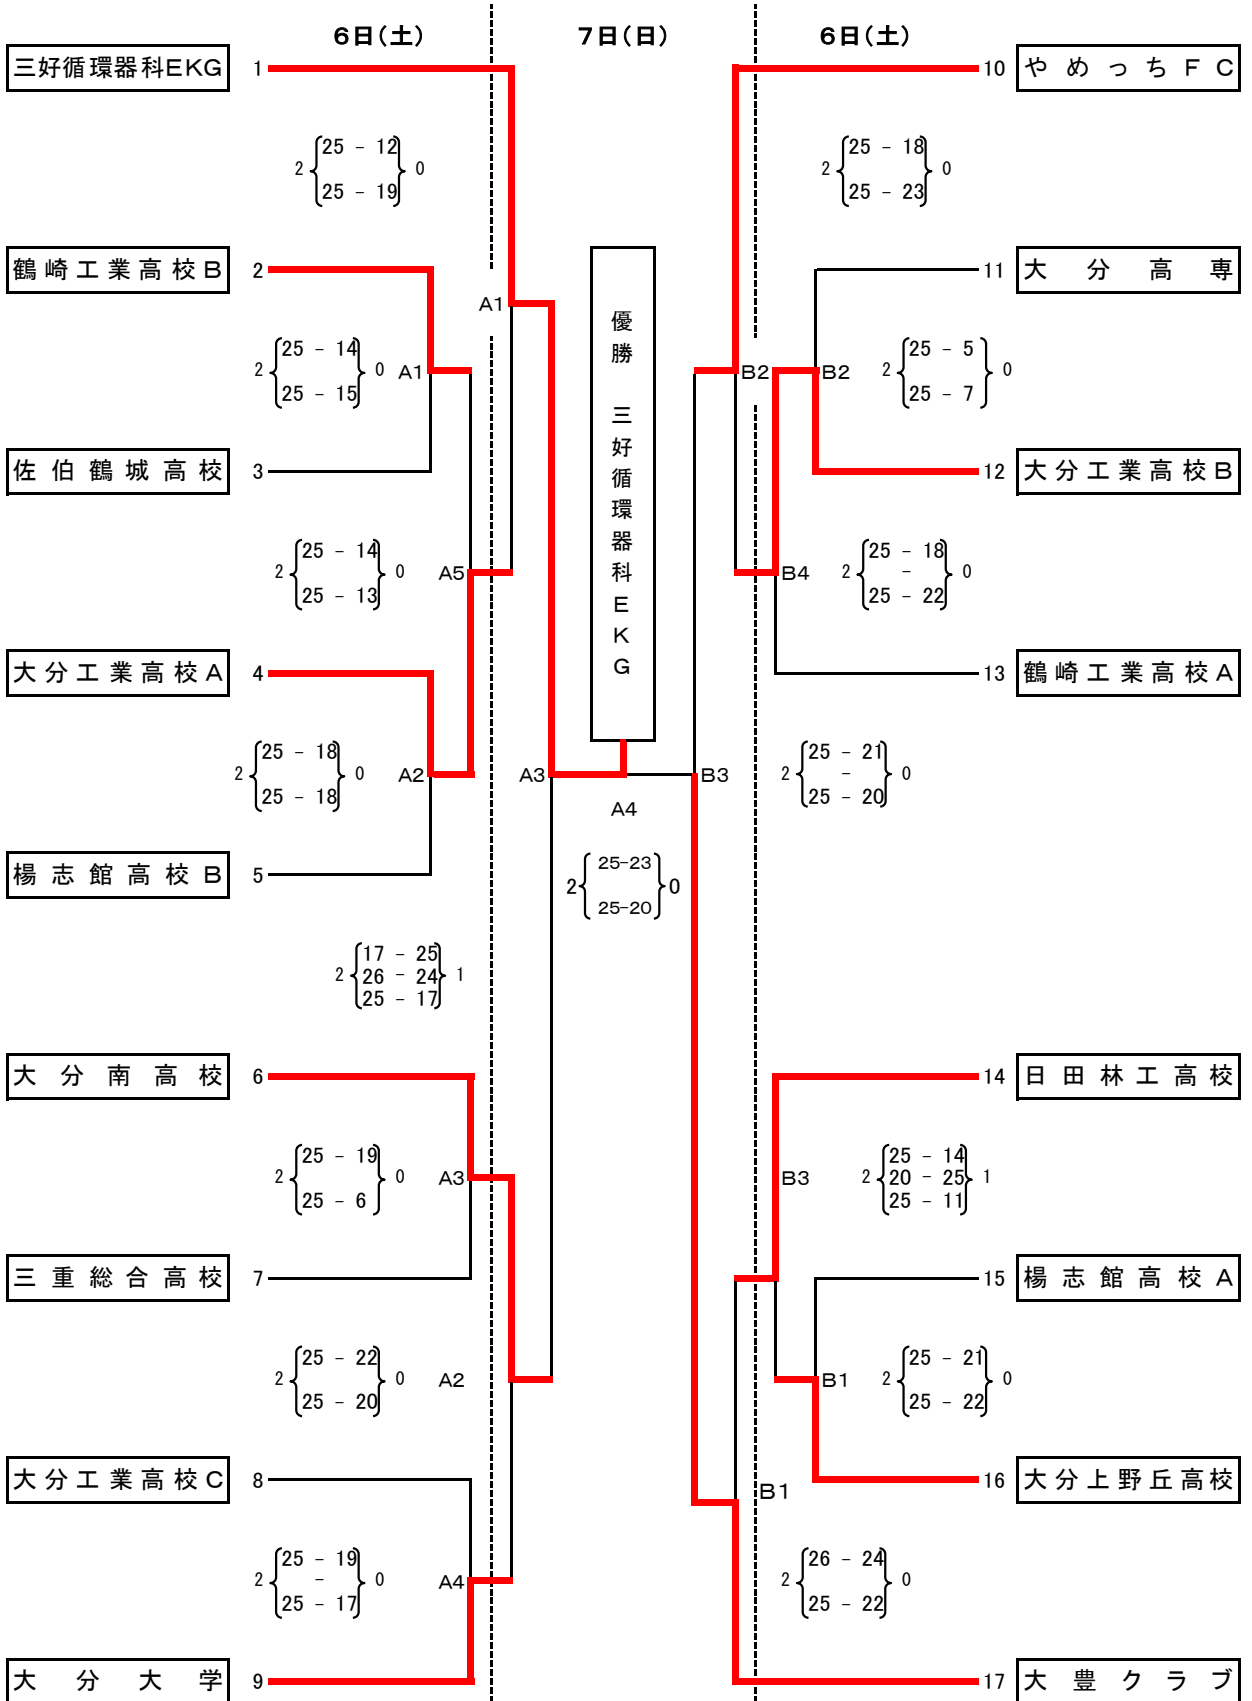 6日(土) 7日(日) 6日(土)
三好循環器科EKG 1 10 やめっちFC
2 25 - 12 0 2 25 - 18 0
25 - 19 25 - 23
鶴崎工業高校B 2 11 大分高専
A1
2 25 - 14 0 A1 B2 B2 2 25 - 5 0
25 - 15 25 - 7
優勝 三好循環器科EKG
佐伯鶴城高校 3 12 大分工業高校B
2 25 - 14 0 A5 B4 2 25 - 18 0
-
25 - 13 25 - 22
大分工業高校A 4 13 鶴崎工業高校A
2 25 - 18 0 A2 A3 B3 2 25 - 21 0
-
25 - 18 25 - 20
A4
楊志館高校B 5
2 25-23 0
25-20
2 17 - 25 1
26 - 24
25 - 17
大分南高校 6 14 日田林工高校
2 25 - 19 0 A3 B3 2 25 - 14 1
20 - 25
25 - 6 25 - 11
三重総合高校 7 15 楊志館高校A
2 25 - 22 0 A2 B1 2 25 - 21 0
25 - 20 25 - 22
大分工業高校C 8 16 大分上野丘高校
B1
2 25 - 19 0 A4 2 26 - 24 0
-
25 - 17 25 - 22
大分大学 9 17 大豊クラブ